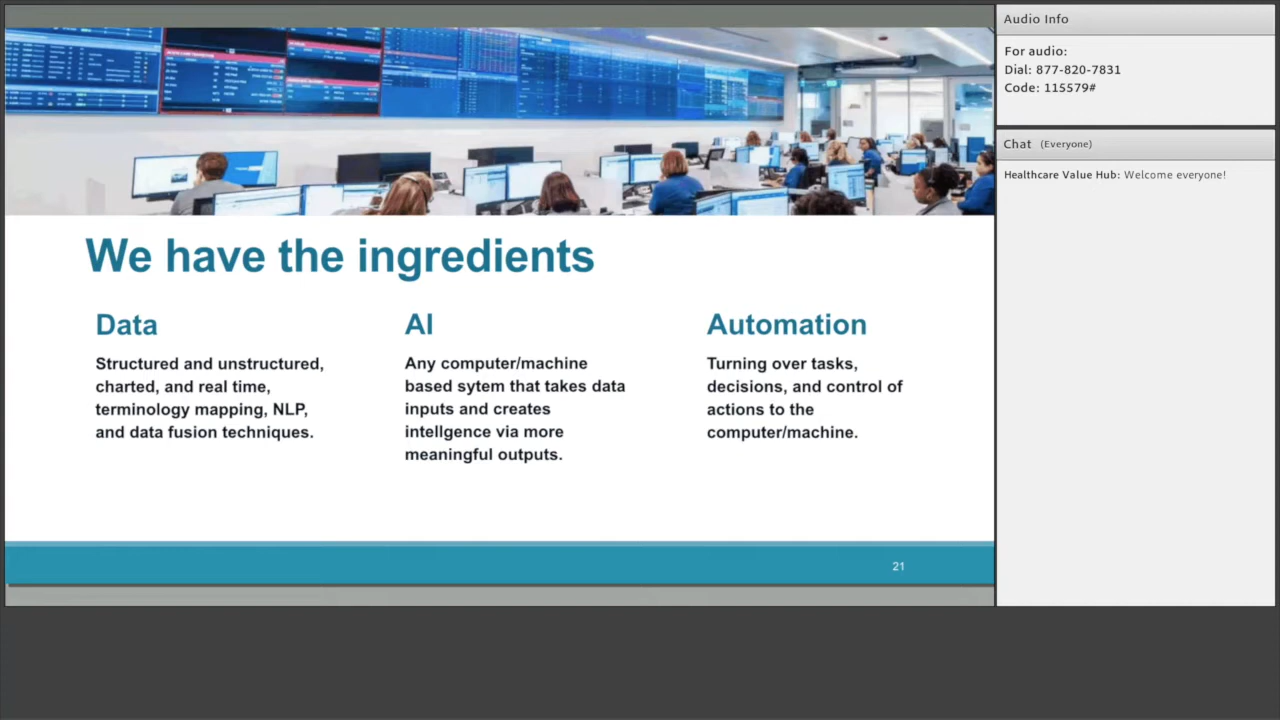 We have the ingredients
Data
Structured and unstructured,
charted, and real time,
terminology mapping, NLP,
and data fusion techniques.
AI
Any computer/machine
based sytem that takes data
inputs and creates
intellgence via more
meaningful outputs.
Automation
Turning over tasks,
decisions, and control of
actions to the
computer/machine.
21
Audio Info
For audio:
Dial: 877-820-7831
Code: 115579#
Chat (Everyone)
Healthcare Value Hub: Welcome everyone!